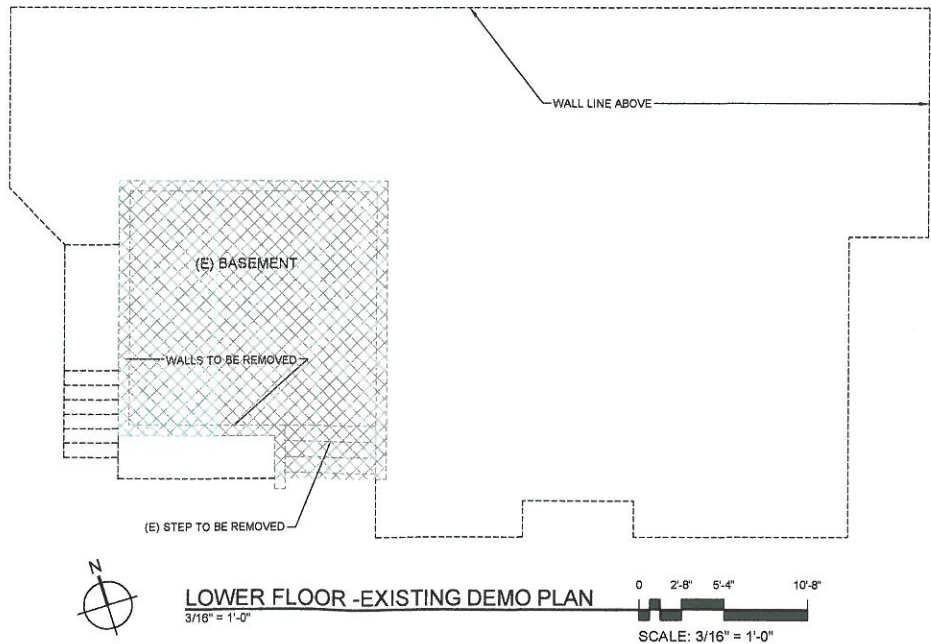 WALL LINE ABOVE
(E) BASEMENT
WALLS TO BE REMOVED
(E) STEP TO BE REMOVED
N
LOWER FLOOR -EXISTING DEMO PLAN
3/16" = 1'-0"
0 2'-8" 5'-4" 10'-8"
SCALE: 3/16" = 1'-0"